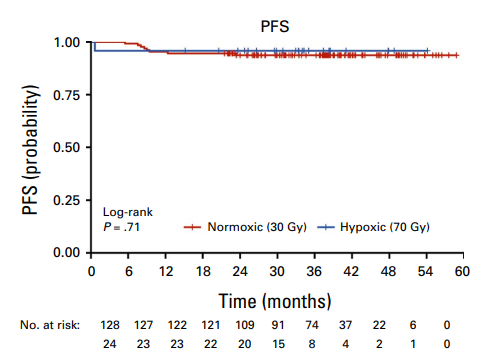 PFS
1.00
0.75
0.50
0.25
0.00
PFS (probability)
Log-rank
P = .71
Normoxic (30 Gy) Hypoxic (70 Gy)
0 6 12 18 24 30 36 42 48 54 60
Time (months)
No. at risk: 128 127 122 121 109 91 74 37 22 6 0
24 23 23 22 20 15 8 4 2 1 0